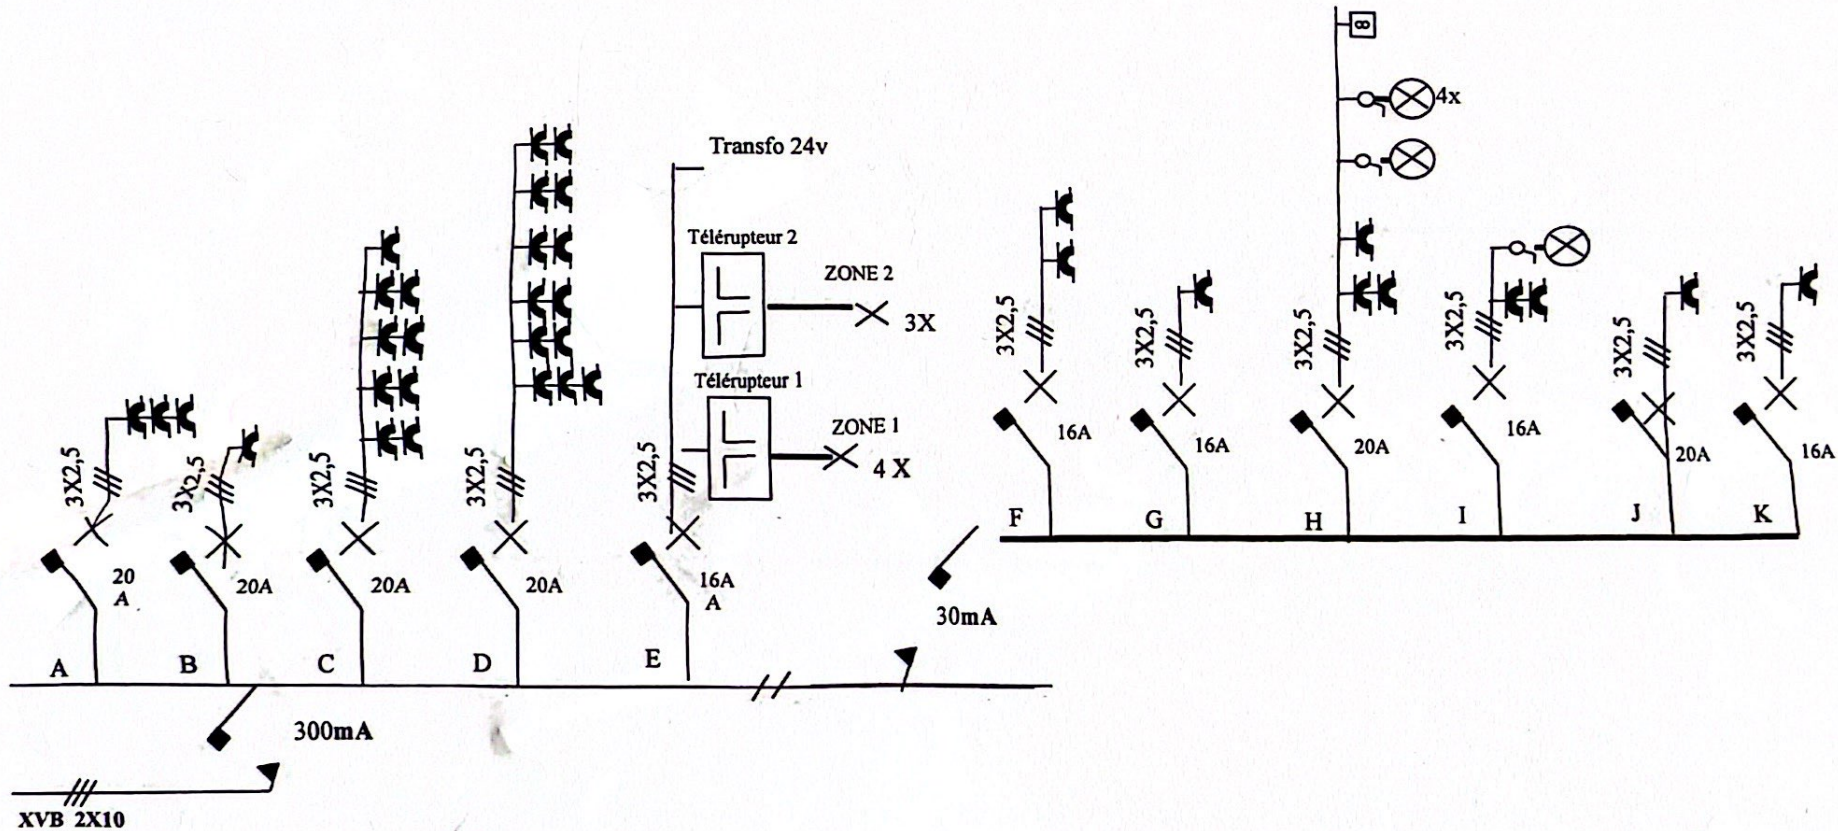 4x
Transfo 24v
Télérupteur 2
ZONE 2
3X
Télérupteur 1
ZONE 1
4 X
3X2,5
3X2,5
3X2,5
3X2,5
3X2,5
3X2,5
3X2,5
3X2,5
3X2,5
3X2,5
3X2,5
20
A
20A
20A
20A
16A
A
16A
16A
20A
16A
20A
16A
A
B
C
D
E
F
G
H
I
J
K
30mA
300mA
XVB 2X10